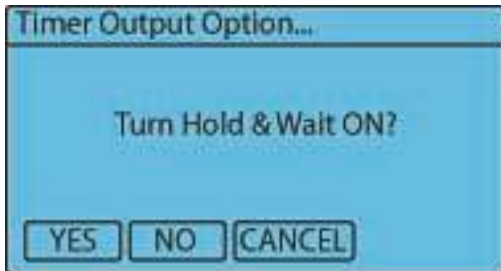 Timer Output Option...
Turn Hold & Wait ON?
YES NO CANCEL